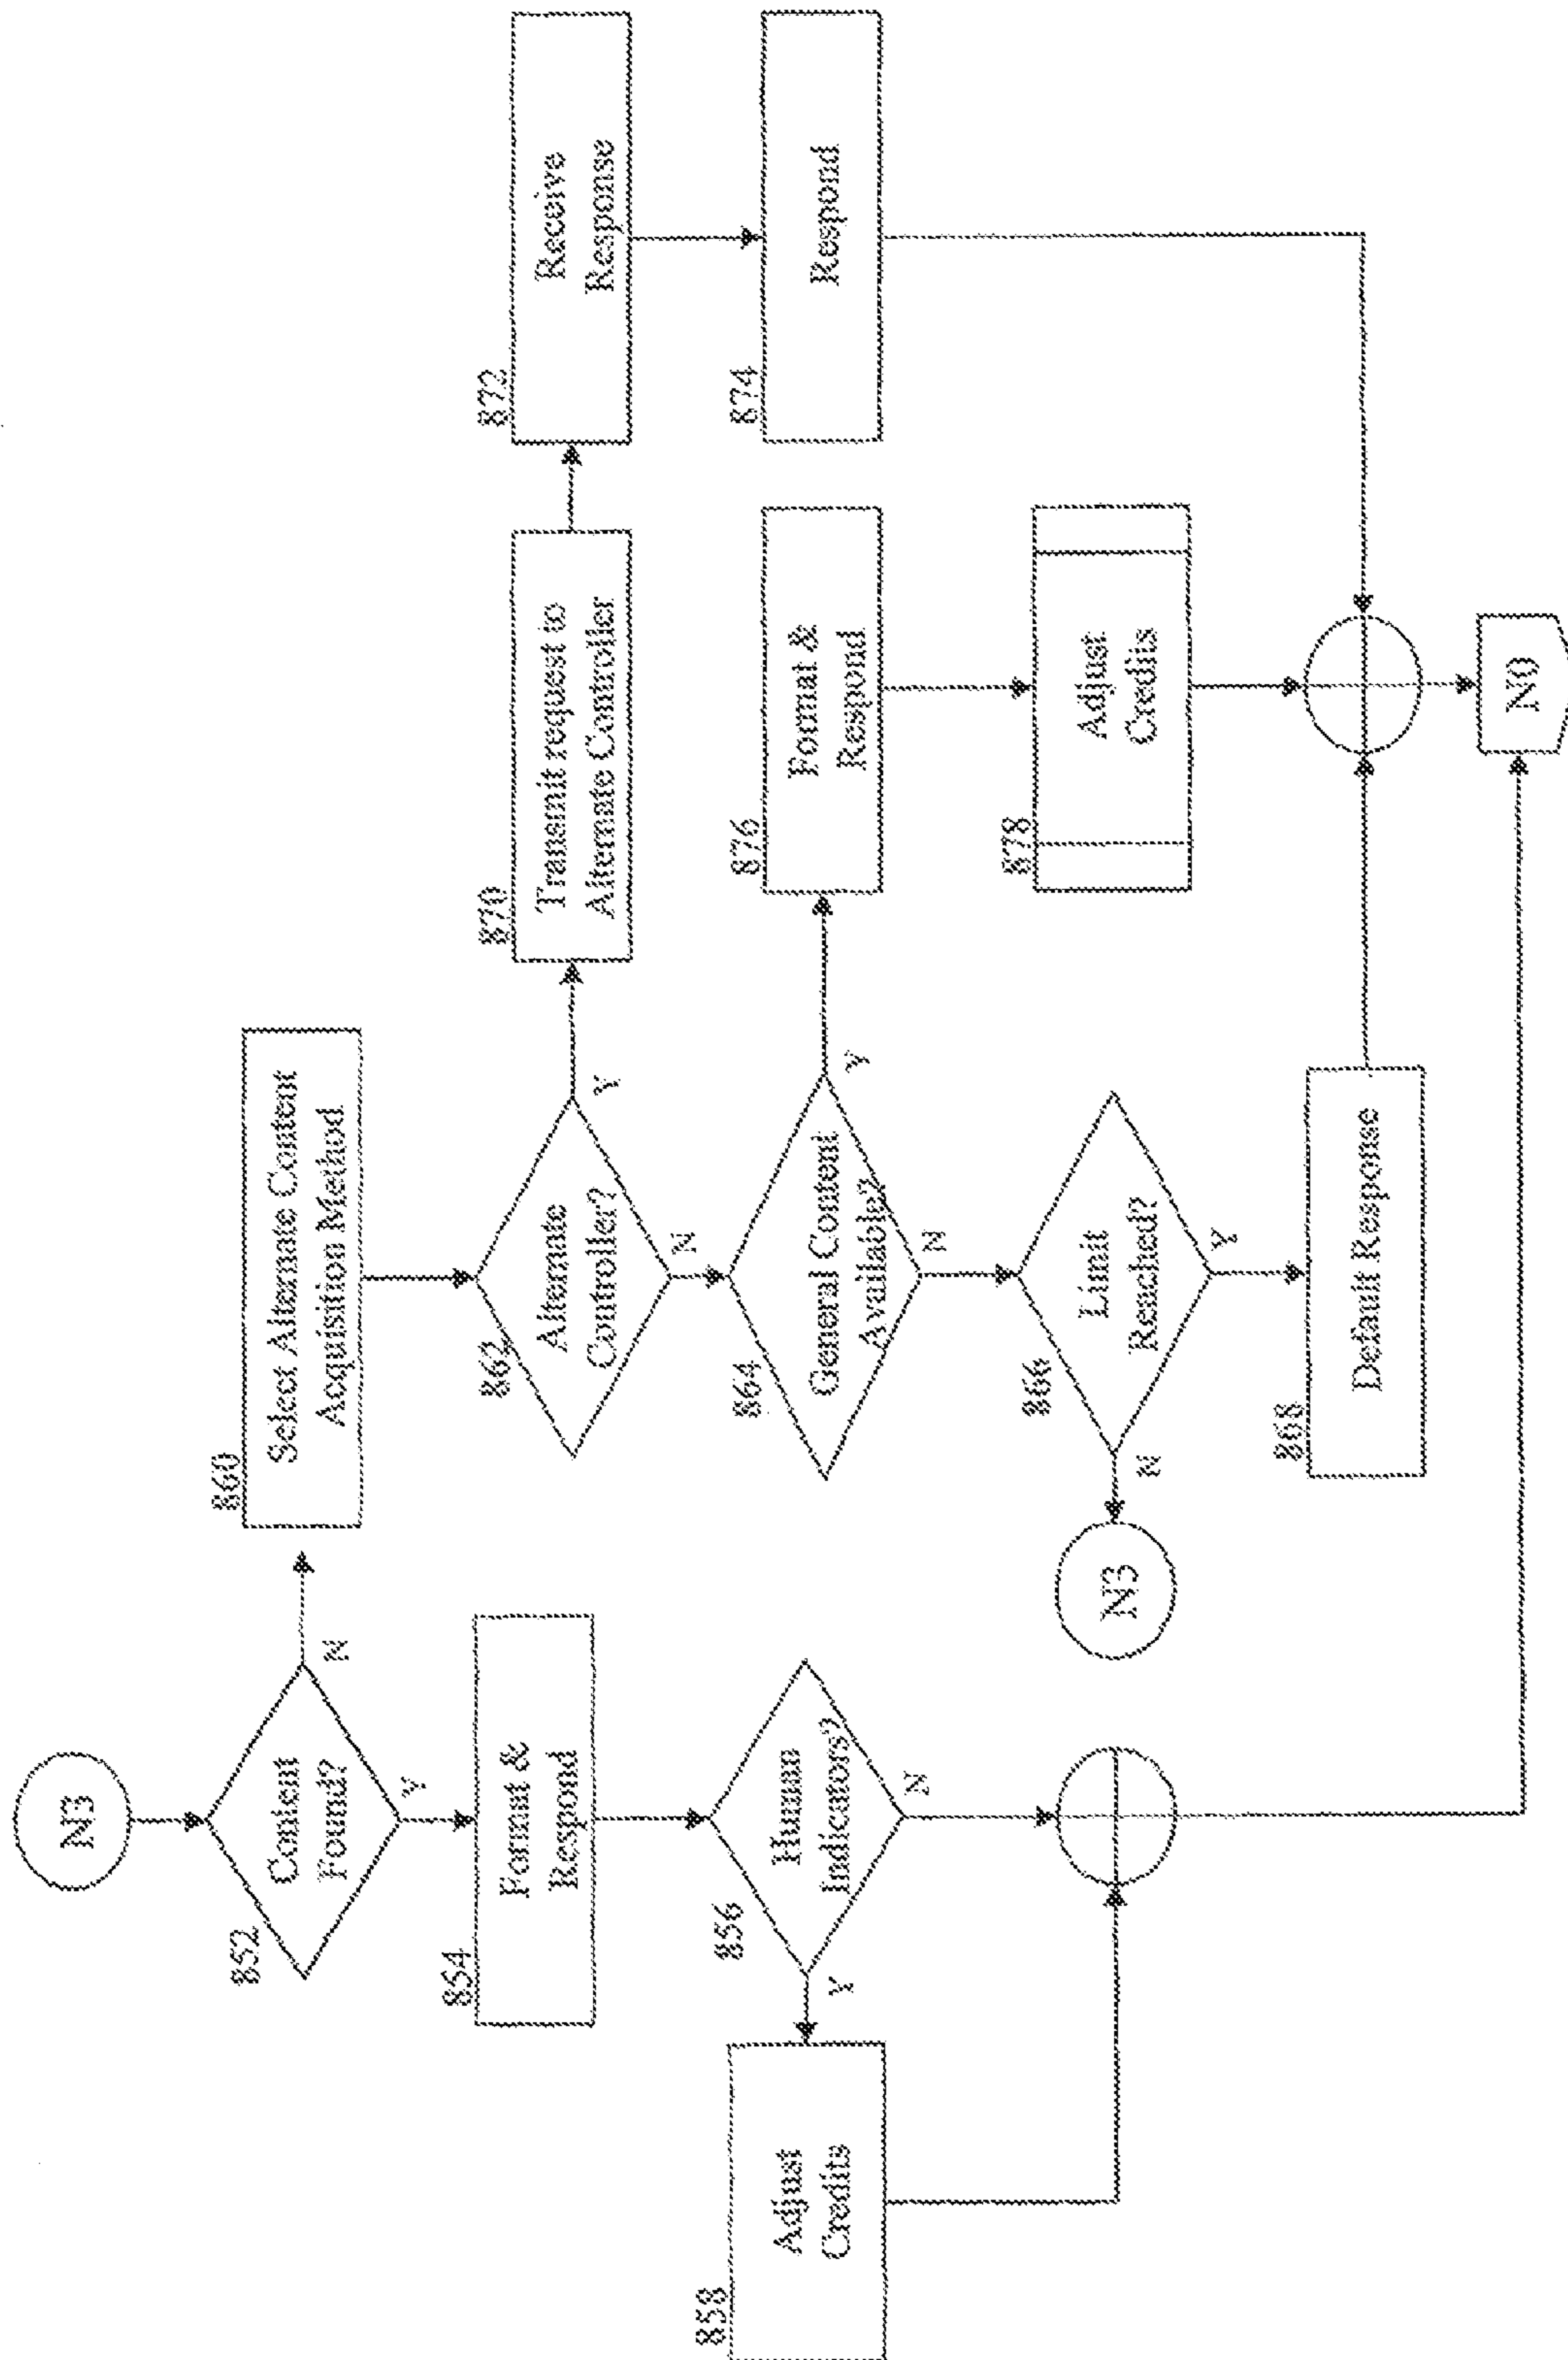 N3
852
Content
Found?
N
Y
860
Select Alternate Content
Acquisition Method
854
Format &
Respond
862
Alternate
Controller?
Y
N
870
Transmit request to
Alternate Controller
872
Receive
Response
856
Human
Indicators?
Y
N
858
Adjust
Credits
864
General Content
Available?
Y
N
876
Format &
Respond
874
Respond
866
Limit
Reached?
N
Y
N3
878
Adjust
Credits
868
Default Response
N0